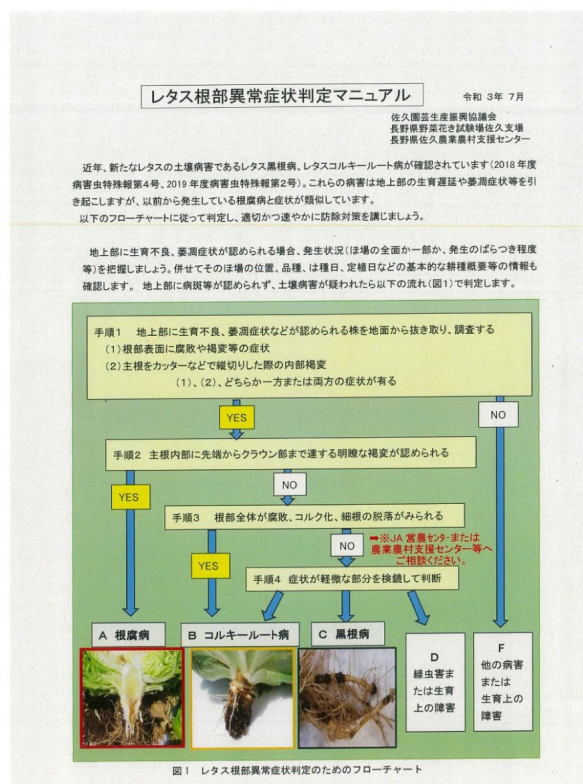 レタス根部異常症状判定マニュアル
令和 3年 7月
佐久園芸生産振興協議会
長野県野菜花き試験場佐久支場
長野県佐久農業農村支援センター
近年、新たなレタスの土壌病害であるレタス黒根病、レタスコルキールート病が確認されています(2018 年度
病害虫特殊報第4号、2019 年度病害虫特殊報第2号)。これらの病害は地上部の生育遅延や萎凋症状等を引
き起こしますが、以前から発生している根腐病と症状が類似しています。
以下のフローチャートに従って判定し、適切かつ速やかに防除対策を講じましょう。
地上部に生育不良、萎凋症状が認められる場合、発生状況(ほ場の全面か一部か、発生のばらつき程度
等)を把握しましょう。併せてそのほ場の位置、品種、は種日、定植日などの基本的な耕種概要等の情報も
確認します。 地上部に病斑等が認められず、土壌病害が疑われたら以下の流れ(図1)で判定します。
手順1 地上部に生育不良、萎凋症状などが認められる株を地面から抜き取り、調査する
(1)根部表面に腐敗や褐変等の症状
(2)主根をカッターなどで縦切りした際の内部褐変
(1)、(2)、どちらか一方または両方の症状が有る
YES
NO
手順2 主根内部に先端からクラウン部まで達する明瞭な褐変が認められる
YES
NO
手順3 根部全体が腐敗、コルク化、細根の脱落がみられる
YES
NO
➡※JA 営農センターまたは
農業農村支援センター等へ
ご相談ください。
手順4 症状が軽微な部分を検鏡して判断
A 根腐病
B コルキールート病
C 黒根病
D
線虫害ま
たは生育
上の障害
F
他の病害
または
生育上の
障害
図1 レタス根部異常症状判定のためのフローチャート